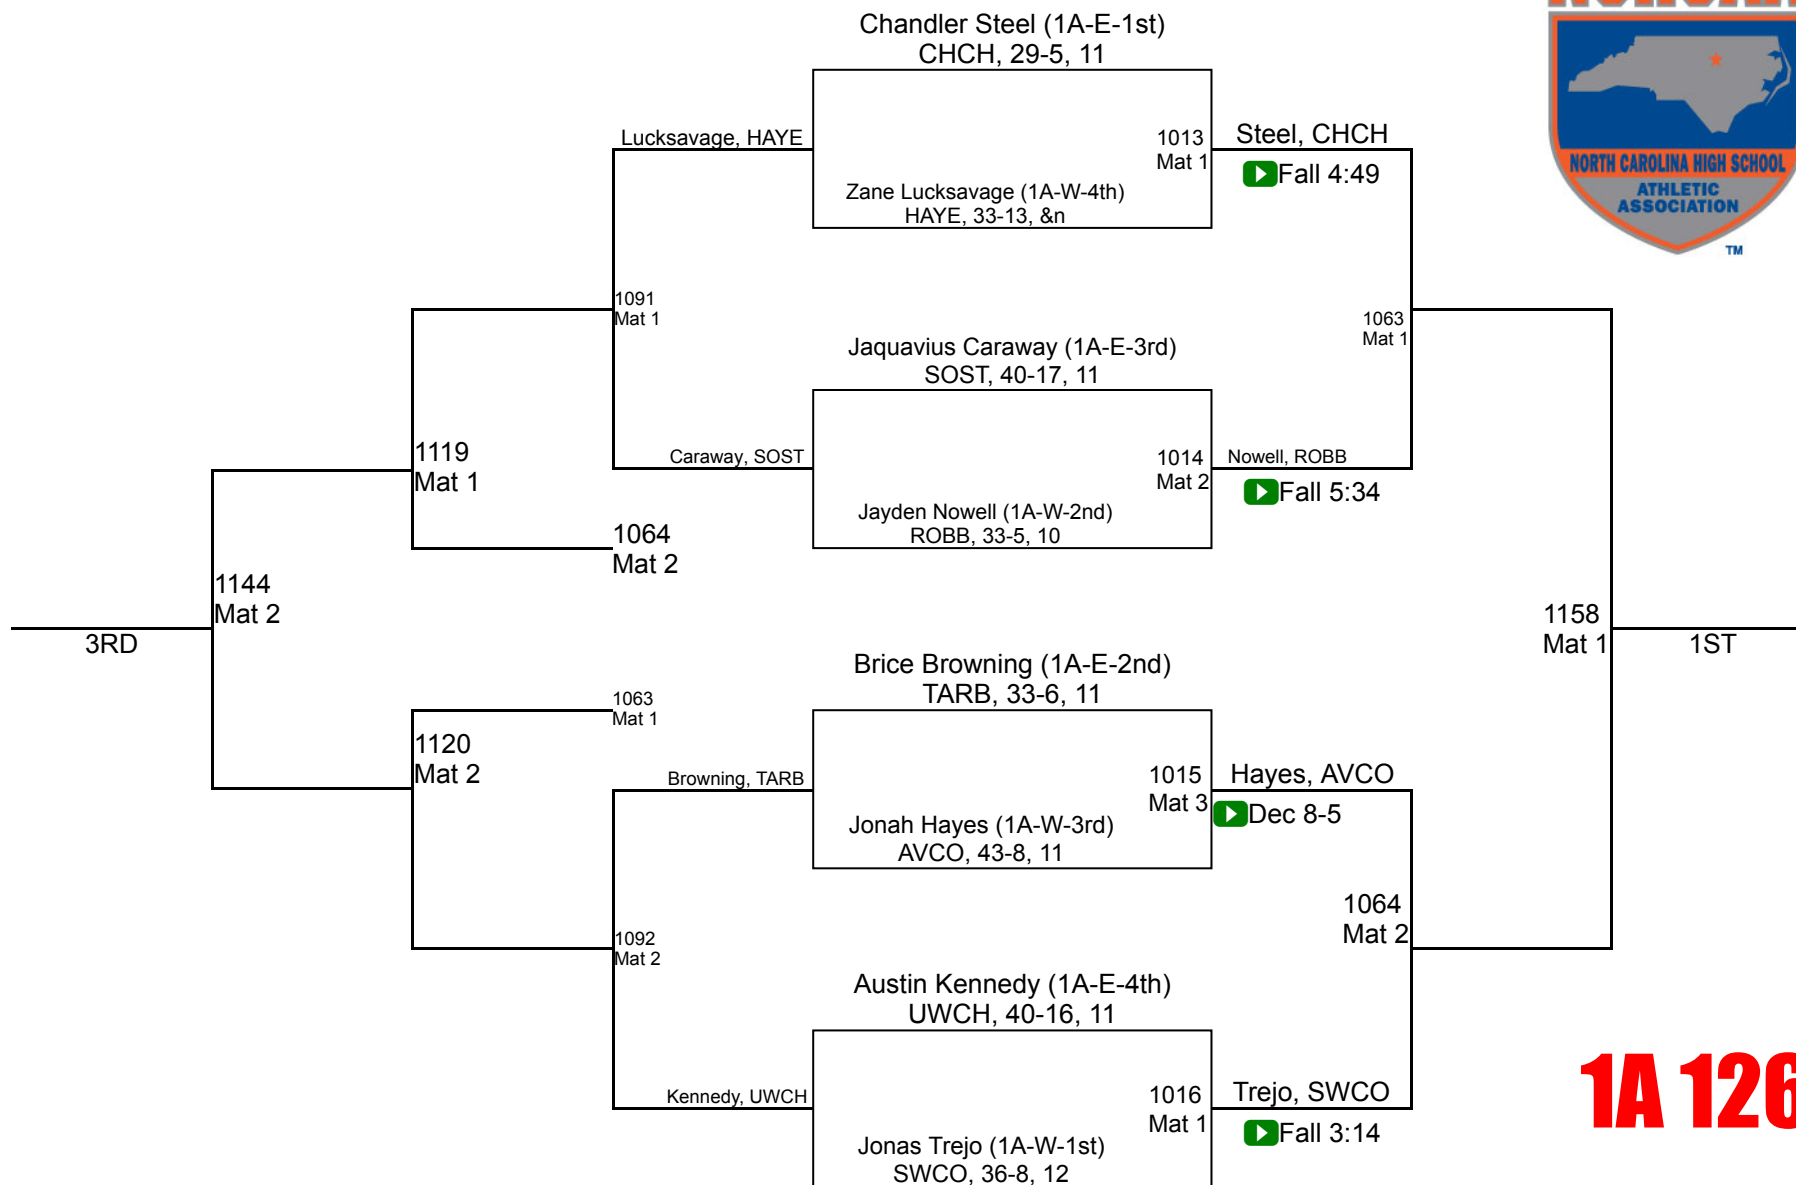 Chandler Steel (1A-E-1st)
CHCH, 29-5, 11
Lucksavage, HAYE
1013
Mat 1
Steel, CHCH
Fall 4:49
Zane Lucksavage (1A-W-4th)
HAYE, 33-13, &n
NORTH CAROLINA HIGH SCHOOL
ATHLETIC
ASSOCIATION
TM
1091
Mat 1
1063
Mat 1
Jaquavius Caraway (1A-E-3rd)
SOST, 40-17, 11
1119
Mat 1
Caraway, SOST
1014
Mat 2
Nowell, ROBB
Fall 5:34
Jayden Nowell (1A-W-2nd)
ROBB, 33-5, 10
1064
Mat 2
1144
Mat 2
3RD
1158
Mat 1
1ST
Brice Browning (1A-E-2nd)
TARB, 33-6, 11
1063
Mat 1
1120
Mat 2
Browning, TARB
1015
Mat 3
Hayes, AVCO
Dec 8-5
Jonah Hayes (1A-W-3rd)
AVCO, 43-8, 11
1064
Mat 2
1092
Mat 2
Austin Kennedy (1A-E-4th)
UWCH, 40-16, 11
Kennedy, UWCH
1016
Mat 1
Trejo, SWCO
Fall 3:14
Jonas Trejo (1A-W-1st)
SWCO, 36-8, 12
1A 126